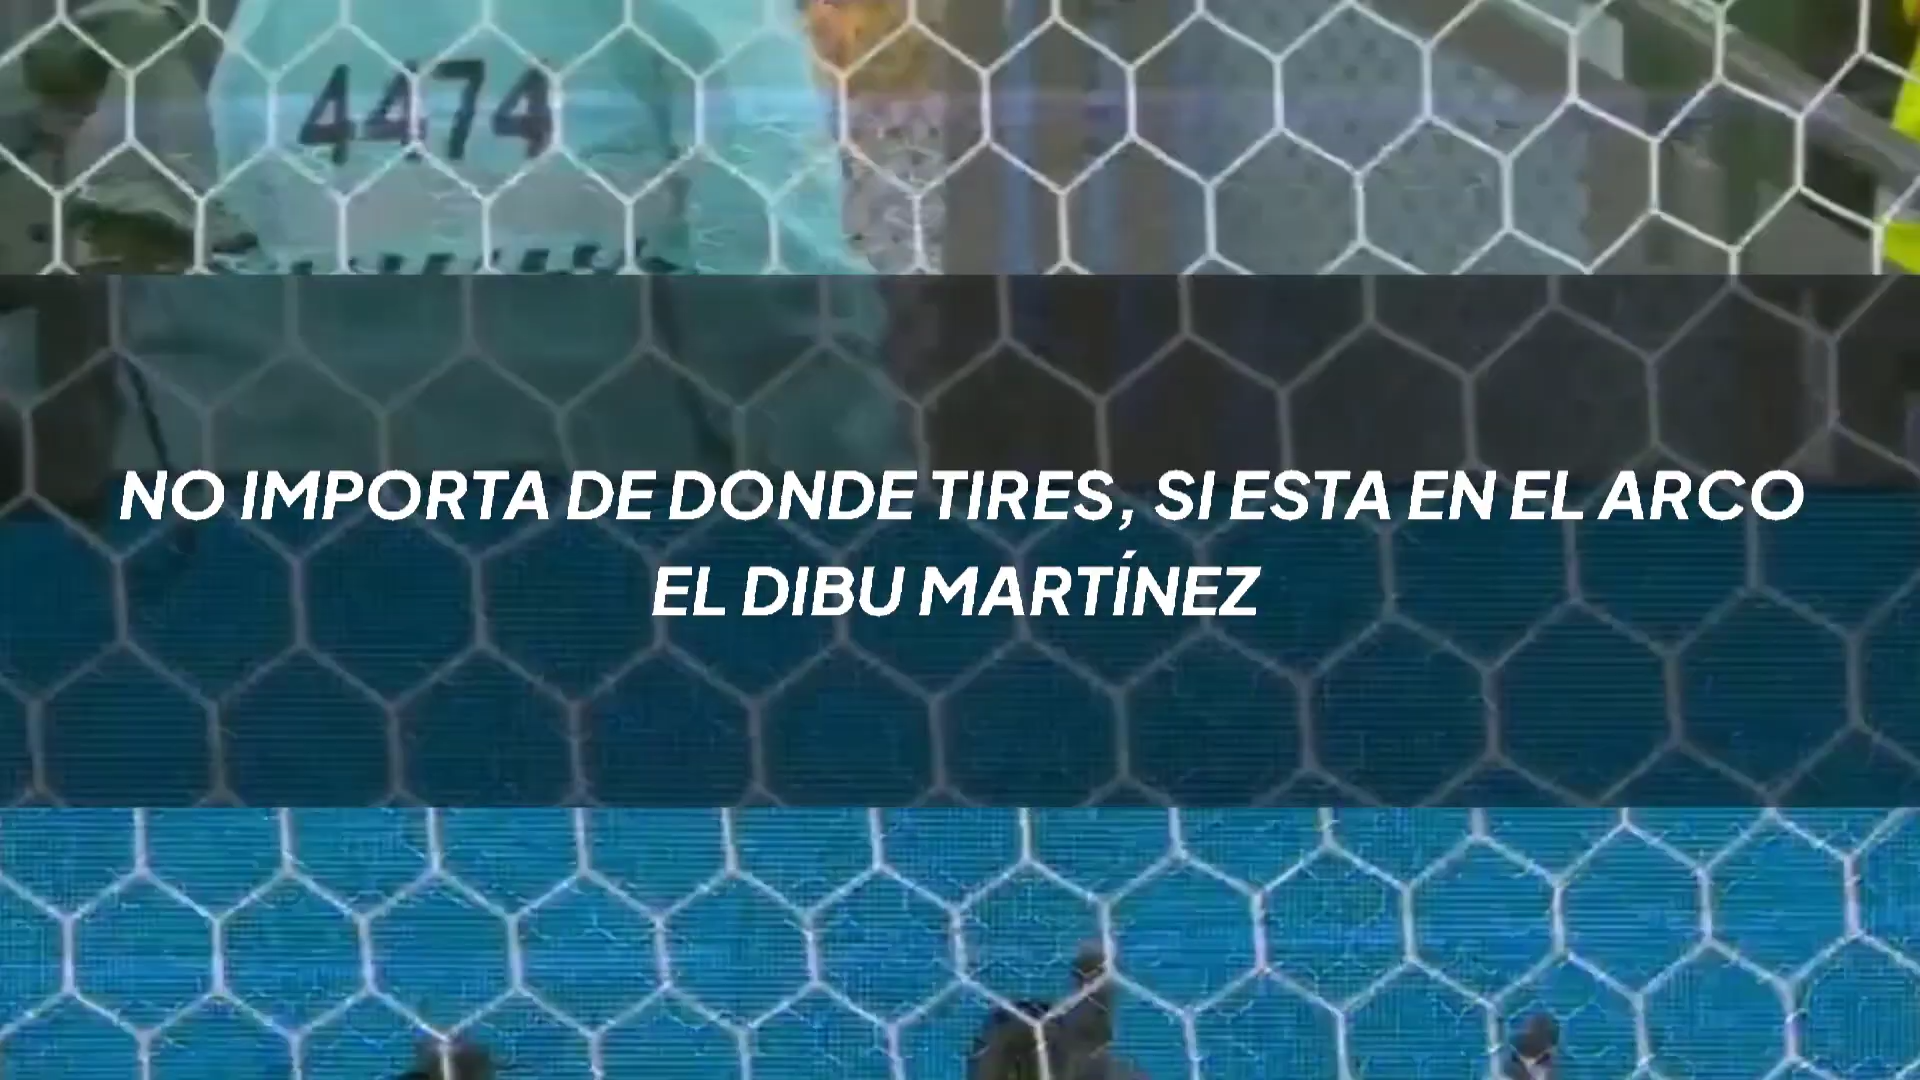 4474
NO IMPORTA DE DONDE TIRES, SI ESTA EN EL ARCO
EL DIBU MARTÍNEZ